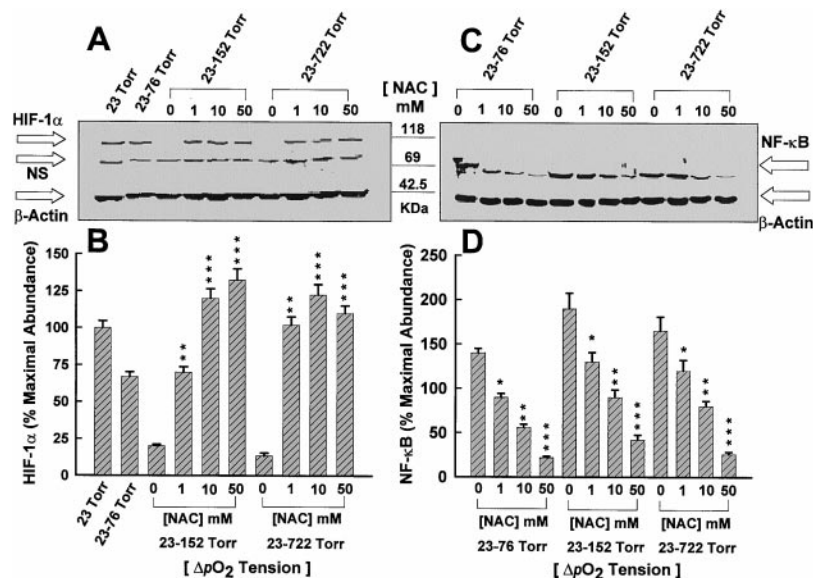 A
23 Torr
23-76 Torr
23-152 Torr
23-722 Torr
0 1 10 50 0 1 10 50
[ NAC ]
mM
HIF-1α
NS
β-Actin
118
69
42.5
KDa
C
23-76 Torr
23-152 Torr
23-722 Torr
0 1 10 50 0 1 10 50 0 1 10 50
NF-κB
β-Actin
B
HIF-1α (% Maximal Abundance)
150
125
100
75
50
25
0
** *** *** ** *** ***
23 Torr
23-76 Torr
0 1 10 50 0 1 10 50
[NAC] mM [NAC] mM
23-152 Torr 23-722 Torr
[ ΔpO2 Tension ]
D
NF-κB (% Maximal Abundance)
250
200
150
100
50
0
* ** *** * ** *** * ** ***
0 1 10 50 0 1 10 50 0 1 10 50
[NAC] mM [NAC] mM [NAC] mM
23-76 Torr 23-152 Torr 23-722 Torr
[ ΔpO2 Tension ]